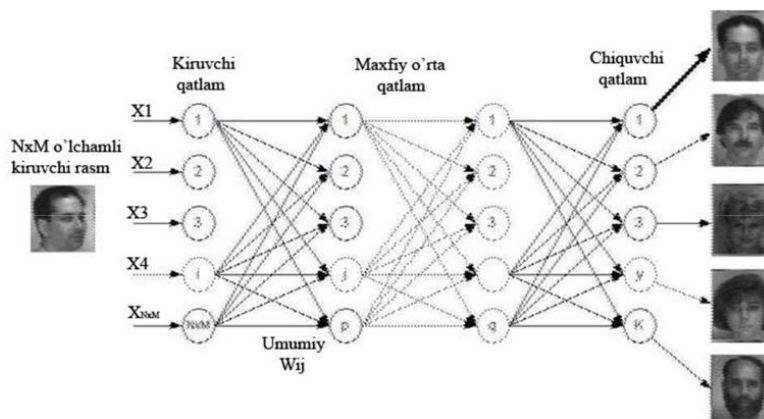 Kiruvchi
qatlam
Maxfiy o'rta
qatlam
Chiquvchi
qatlam
NxM o'lchamli
kiruvchi rasm
X1
X2
X3
X4
XNxM
1
2
3
i
NxM
1
2
3
j
p
1
2
3
q
1
2
3
y
K
Umumiy
Wij